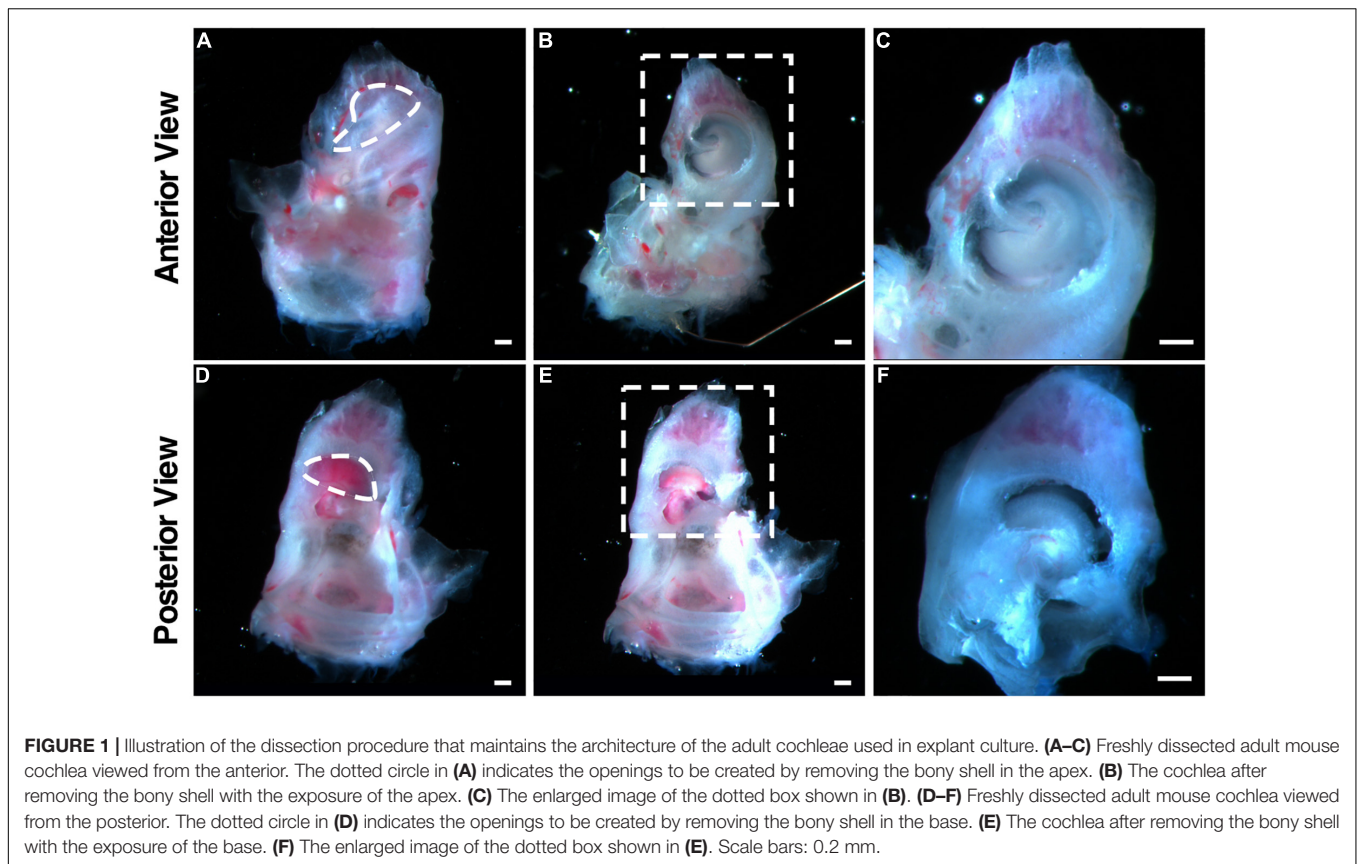 Anterior View
A
B
C
Posterior View
D
E
F
FIGURE 1 | Illustration of the dissection procedure that maintains the architecture of the adult cochleae used in explant culture. (A–C) Freshly dissected adult mouse
cochlea viewed from the anterior. The dotted circle in (A) indicates the openings to be created by removing the bony shell in the apex. (B) The cochlea after
removing the bony shell with the exposure of the apex. (C) The enlarged image of the dotted box shown in (B). (D–F) Freshly dissected adult mouse cochlea viewed
from the posterior. The dotted circle in (D) indicates the openings to be created by removing the bony shell in the base. (E) The cochlea after removing the bony shell
with the exposure of the base. (F) The enlarged image of the dotted box shown in (E). Scale bars: 0.2 mm.